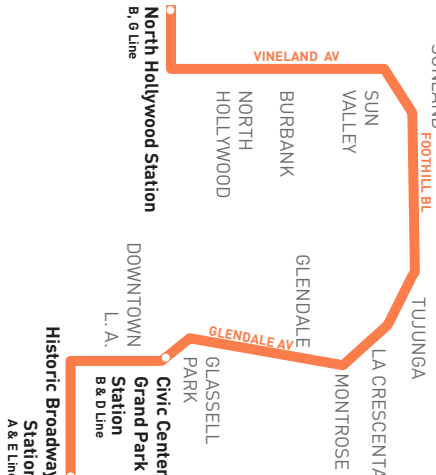 SUNLAND
FOOTHILL BL
TUJUNGA
VINELAND AV
SUN
VALLEY
BURBANK
NORTH
HOLLYWOOD
North Hollywood Station
B, G Line
LA CRESCENTA
MONTROSE
GLENDALE
GLENDALE AV
GLASSELL
PARK
DOWNTOWN
L. A.
Civic Center
Grand Park
Station
B & D Line
Historic Broadway
Station
A & E Line